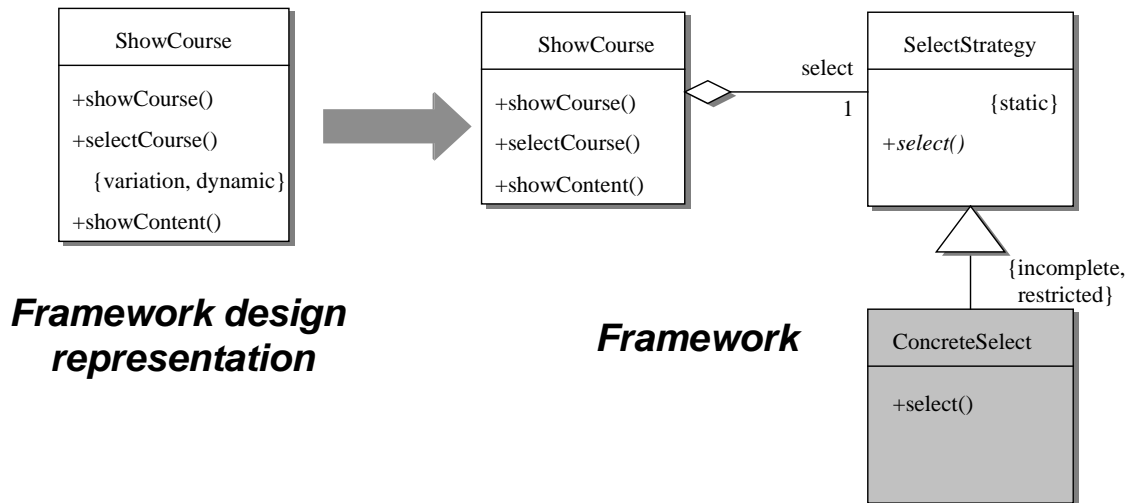 ShowCourse
+showCourse()
+selectCourse()
{variation, dynamic}
+showContent()
Framework design
representation
ShowCourse
+showCourse()
+selectCourse()
+showContent()
select
1
SelectStrategy
{static}
+select()
{incomplete,
restricted}
Framework
ConcreteSelect
+select()